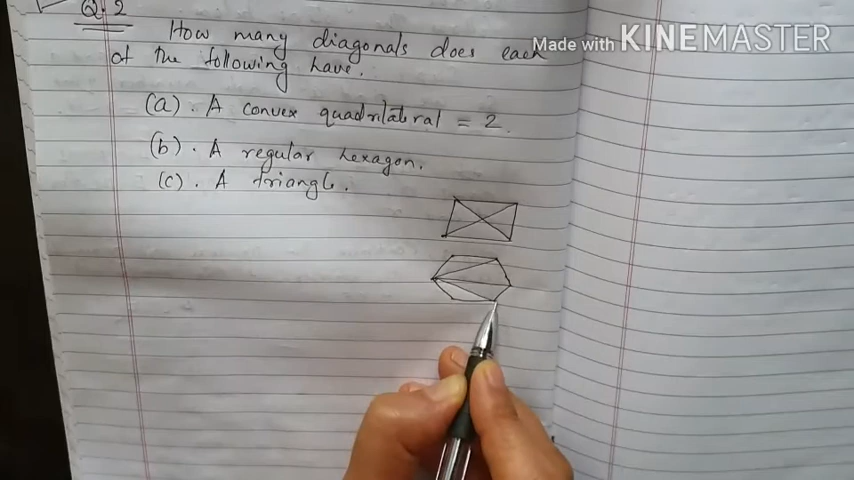 Q.2
How many diagonals does each
of the following have.
(a). A convex quadrilateral = 2.
(b). A regular hexagon.
(c). A triangle.
Made with KINEMASTER